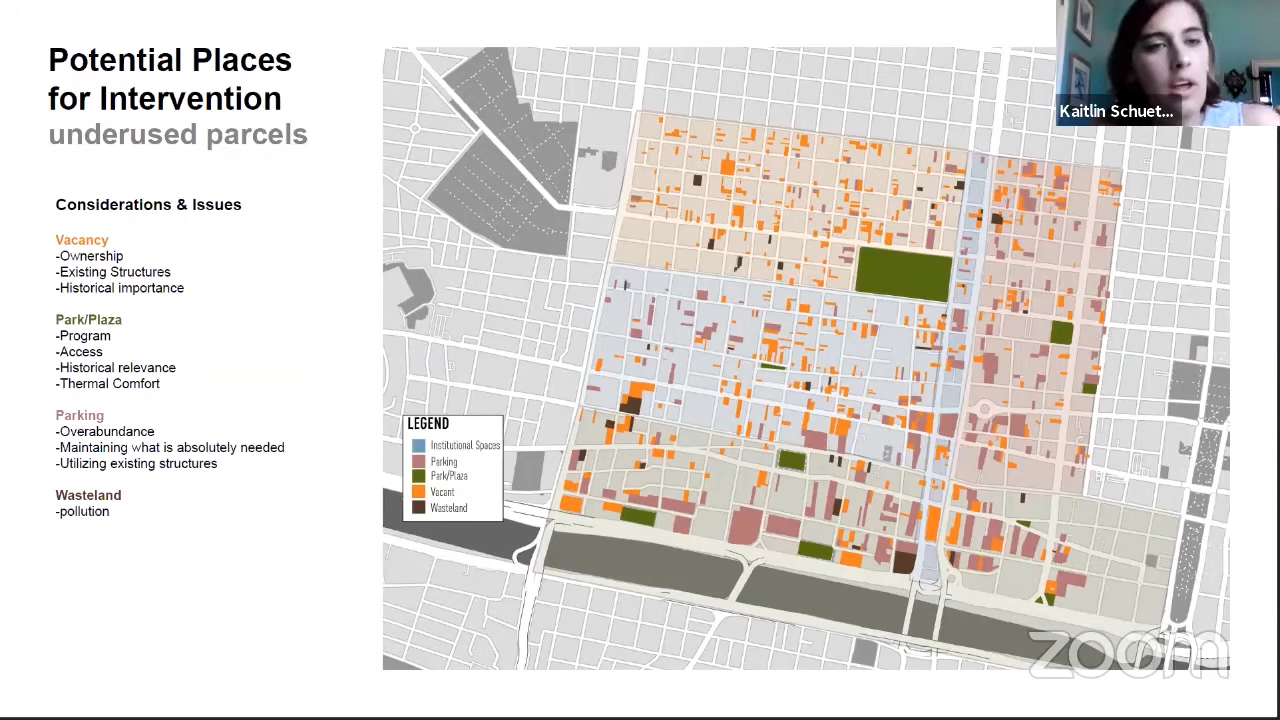 Potential Places
for Intervention
underused parcels
Considerations & Issues
Vacancy
-Ownership
-Existing Structures
-Historical importance
Park/Plaza
-Program
-Access
-Historical relevance
-Thermal Comfort
Parking
-Overabundance
-Maintaining what is absolutely needed
-Utilizing existing structures
Wasteland
-pollution
LEGEND
Institutional Spaces
Parking
Park/Plaza
Vacant
Wasteland
Kaitlin Schuet...
zoom